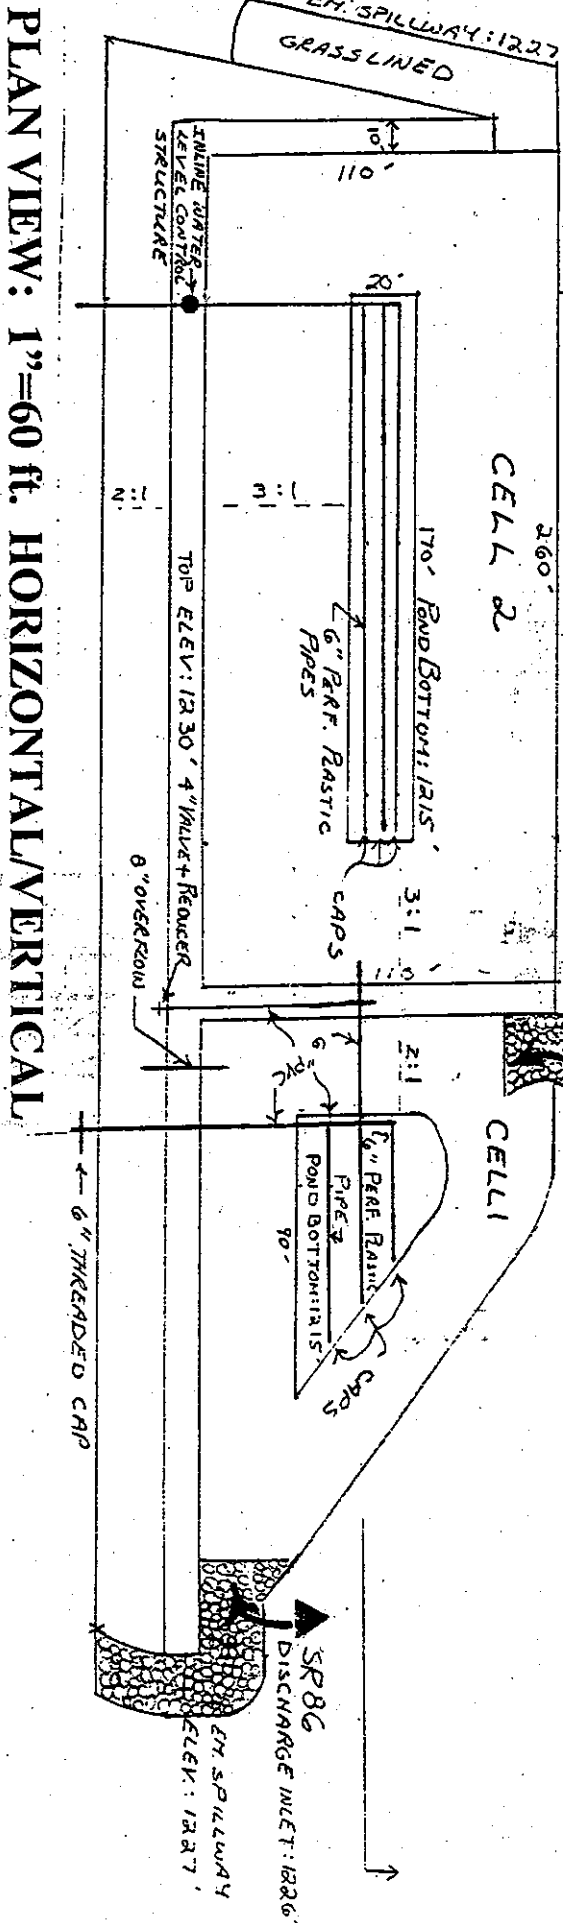 EM. SPILLWAY: 1227
GRASSLINED
10'
110'
INLINE WATER
LEVEL CONTROL
STRUCTURE
20'
CELL 2
260'
2:1
3:1
170' POND BOTTOM: 1215'
6" PERF. PLASTIC
PIPES
CAPS
TOP ELEV: 1230'
4" VALVE + REDUCER
8" OVERFLOW
3:1
2:1
6" PVC
CELL 1
6" PERF. PLASTIC
PIPE
POND BOTTOM: 1215'
90'
CAPS
← 6" THREADED CAP
SP86
DISCHARGE INLET: 1226'
EM. SPILLWAY
ELEV.: 1227'
PLAN VIEW: 1"=60 ft. HORIZONTAL/VERTICAL